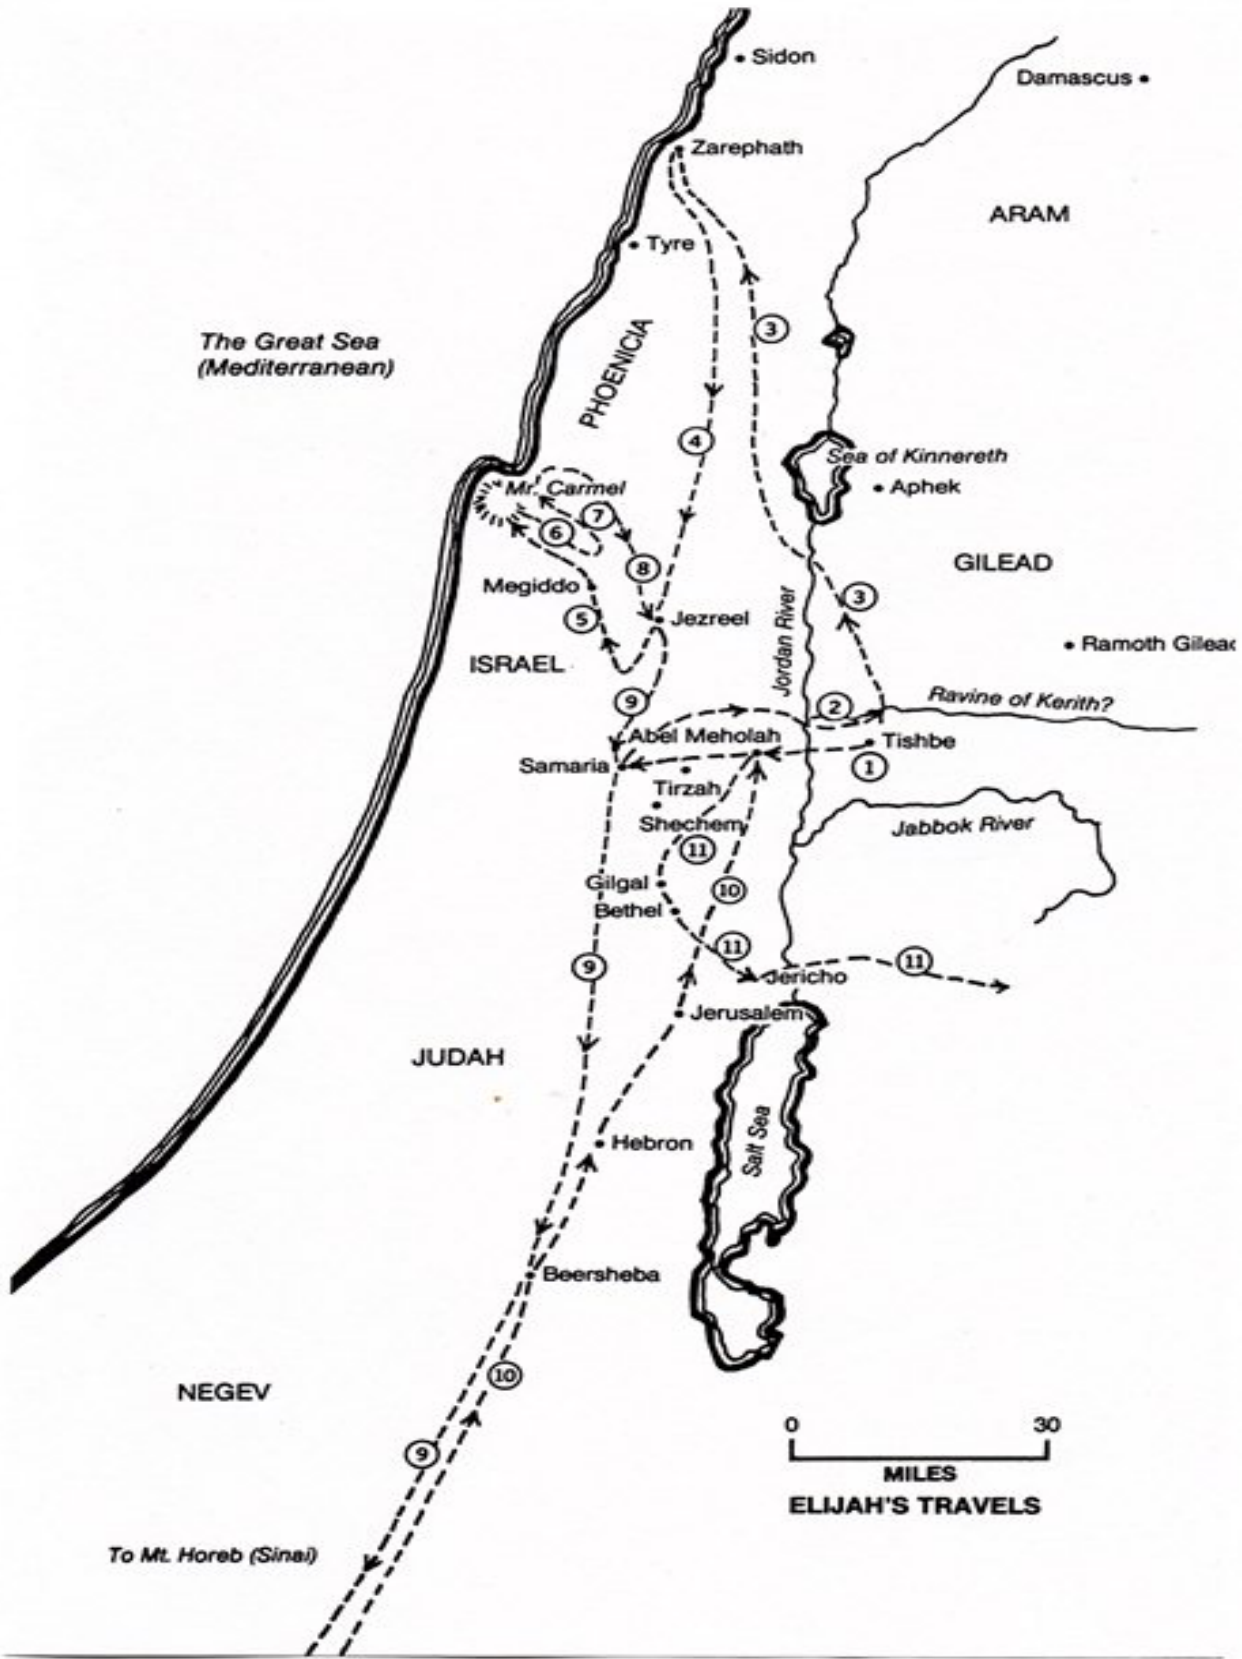 Sidon
Damascus
Zarephath
ARAM
Tyre
3
The Great Sea
(Mediterranean)
PHOENICIA
4
Sea of Kinnereth
Mr. Carmel
Aphek
7
6
GILEAD
8
Megiddo
3
5
Jezreel
Jordan River
Ramoth Gilead
ISRAEL
9
2
Ravine of Kerith?
Abel Meholah
Tishbe
Samaria
1
Tirzah
Shechem
Jabbok River
11
Gilgal
10
Bethel
11
11
9
Jericho
Jerusalem
JUDAH
Salt Sea
Hebron
Beersheba
10
NEGEV
0 30
MILES
9
ELIJAH'S TRAVELS
To Mt. Horeb (Sinai)